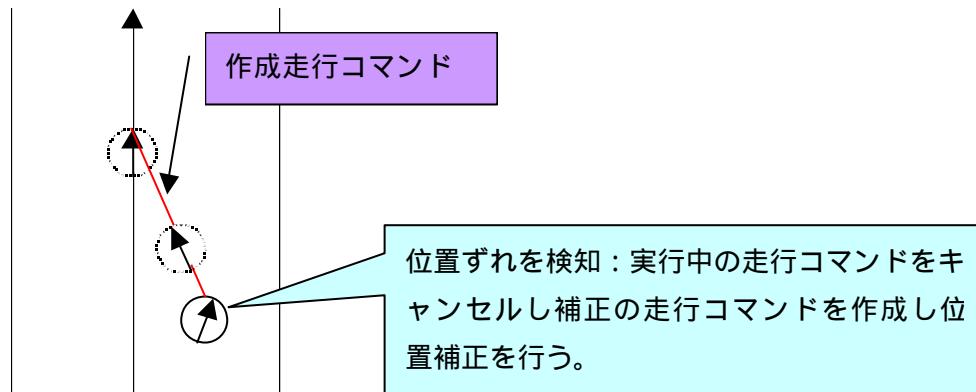 作成走行コマンド
位置ずれを検知：実行中の走行コマンドをキ
ャンセルし補正の走行コマンドを作成し位
置補正を行う。